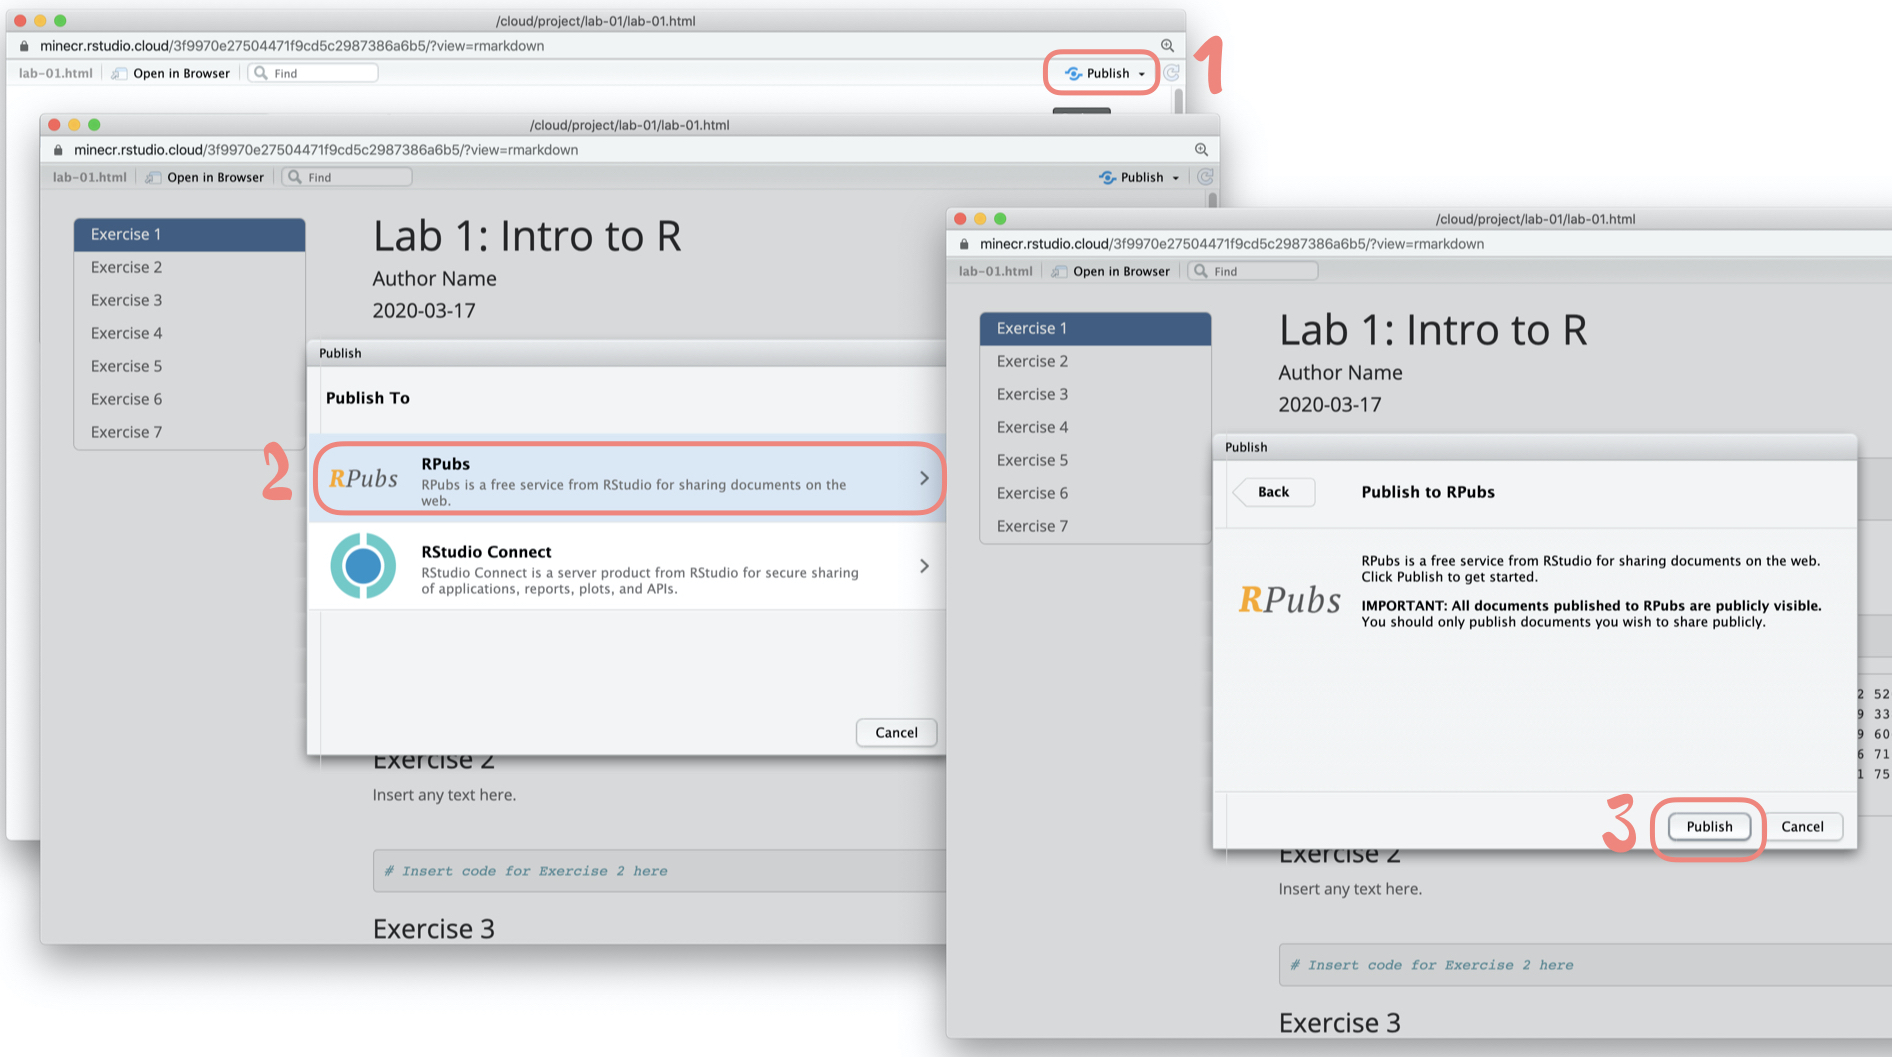 /cloud/project/lab-01/lab-01.html
minecr.rstudio.cloud/3f9970e27504471f9cd5c2987386a6b5/?view=rmarkdown
lab-01.html Open in Browser Find Publish
1
/cloud/project/lab-01/lab-01.html
minecr.rstudio.cloud/3f9970e27504471f9cd5c2987386a6b5/?view=rmarkdown
lab-01.html Open in Browser Find Publish
Exercise 1
Exercise 2
Exercise 3
Exercise 4
Exercise 5
Exercise 6
Exercise 7
Lab 1: Intro to R
Author Name
2020-03-17
Publish
Publish To
2
RPubs
RPubs
RPubs is a free service from RStudio for sharing documents on the
web.
RStudio Connect
RStudio Connect is a server product from RStudio for secure sharing
of applications, reports, plots, and APIs.
Cancel
Exercise 2
Insert any text here.
# Insert code for Exercise 2 here
Exercise 3
/cloud/project/lab-01/lab-01.html
minecr.rstudio.cloud/3f9970e27504471f9cd5c2987386a6b5/?view=rmarkdown
lab-01.html Open in Browser Find
Exercise 1
Exercise 2
Exercise 3
Exercise 4
Exercise 5
Exercise 6
Exercise 7
Lab 1: Intro to R
Author Name
2020-03-17
Publish
Back Publish to RPubs
RPubs
RPubs is a free service from RStudio for sharing documents on the web.
Click Publish to get started.
IMPORTANT: All documents published to RPubs are publicly visible.
You should only publish documents you wish to share publicly.
2 52
9 33
9 60
6 71
1 75
3
Publish Cancel
Exercise 2
Insert any text here.
# Insert code for Exercise 2 here
Exercise 3